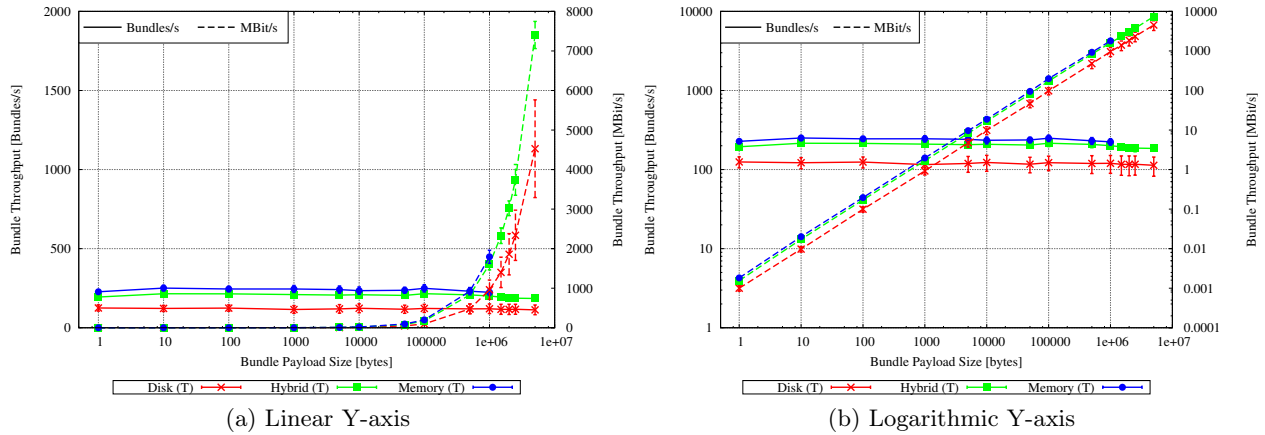 Bundles/s MBit/s
Bundle Throughput [Bundles/s]
2000
1500
1000
500
0
8000
7000
6000
5000
4000
3000
2000
1000
0
Bundle Throughput [MBit/s]
1 10 100 1000 10000 100000 1e+06 1e+07
Bundle Payload Size [bytes]
Disk (T) Hybrid (T) Memory (T)
(a) Linear Y-axis
Bundles/s MBit/s
Bundle Throughput [Bundles/s]
10000
1000
100
10
1
10000
1000
100
10
1
0.1
0.01
0.001
0.0001
Bundle Throughput [MBit/s]
1 10 100 1000 10000 100000 1e+06
Bundle Payload Size [bytes]
Disk (T) Hybrid (T) Memory (T)
(b) Logarithmic Y-axis